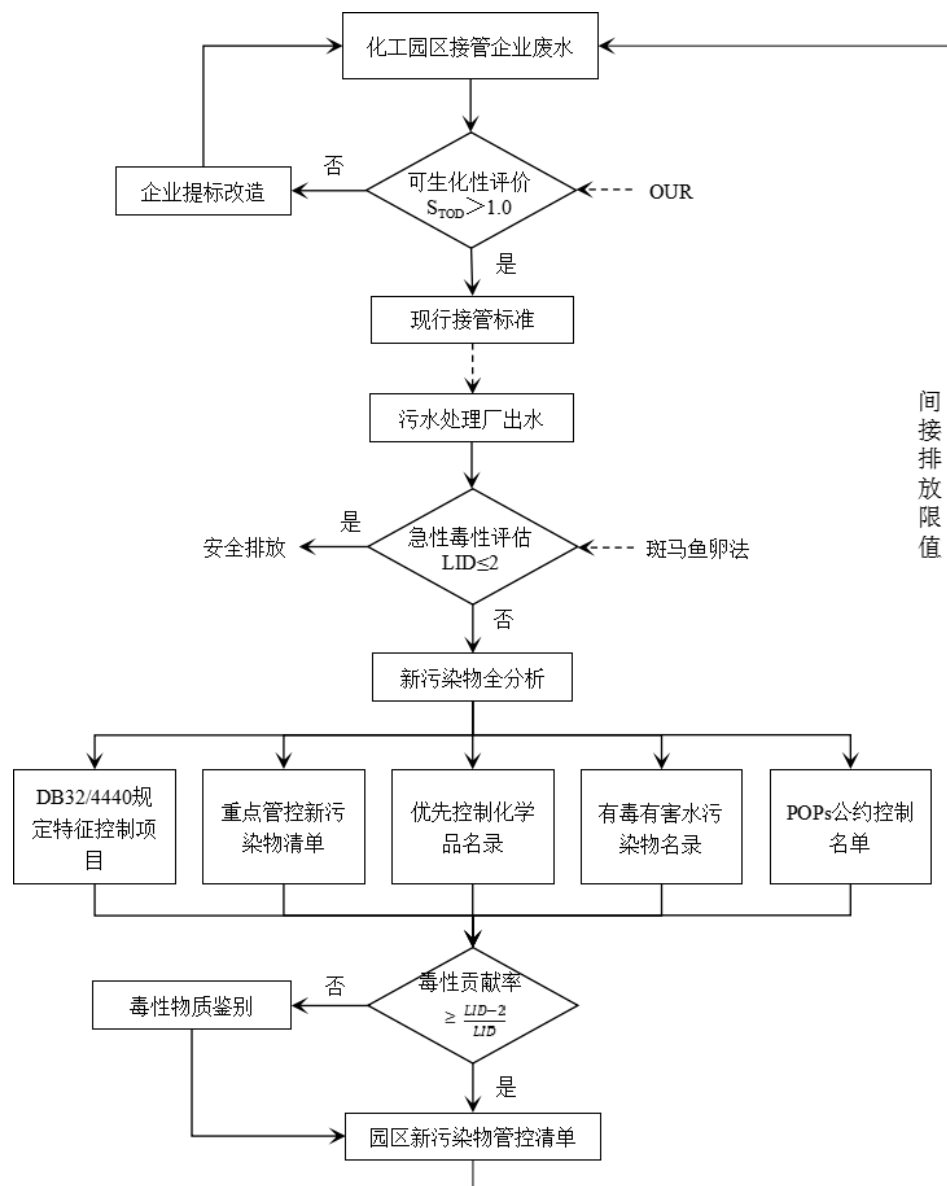 化工园区接管企业废水
否
企业提标改造
可生化性评价
S_TOD＞1.0
OUR
是
现行接管标准
污水处理厂出水
间接排放限值
是
安全排放
急性毒性评估
LID≤2
斑马鱼卵法
否
新污染物全分析
DB32/4440规
定特征控制项
目
重点管控新污
染物清单
优先控制化学
品名录
有毒有害水污
染物名录
POPs公约控制
名单
否
毒性物质鉴别
毒性贡献率
≥ (LID−2)/LID
是
园区新污染物管控清单